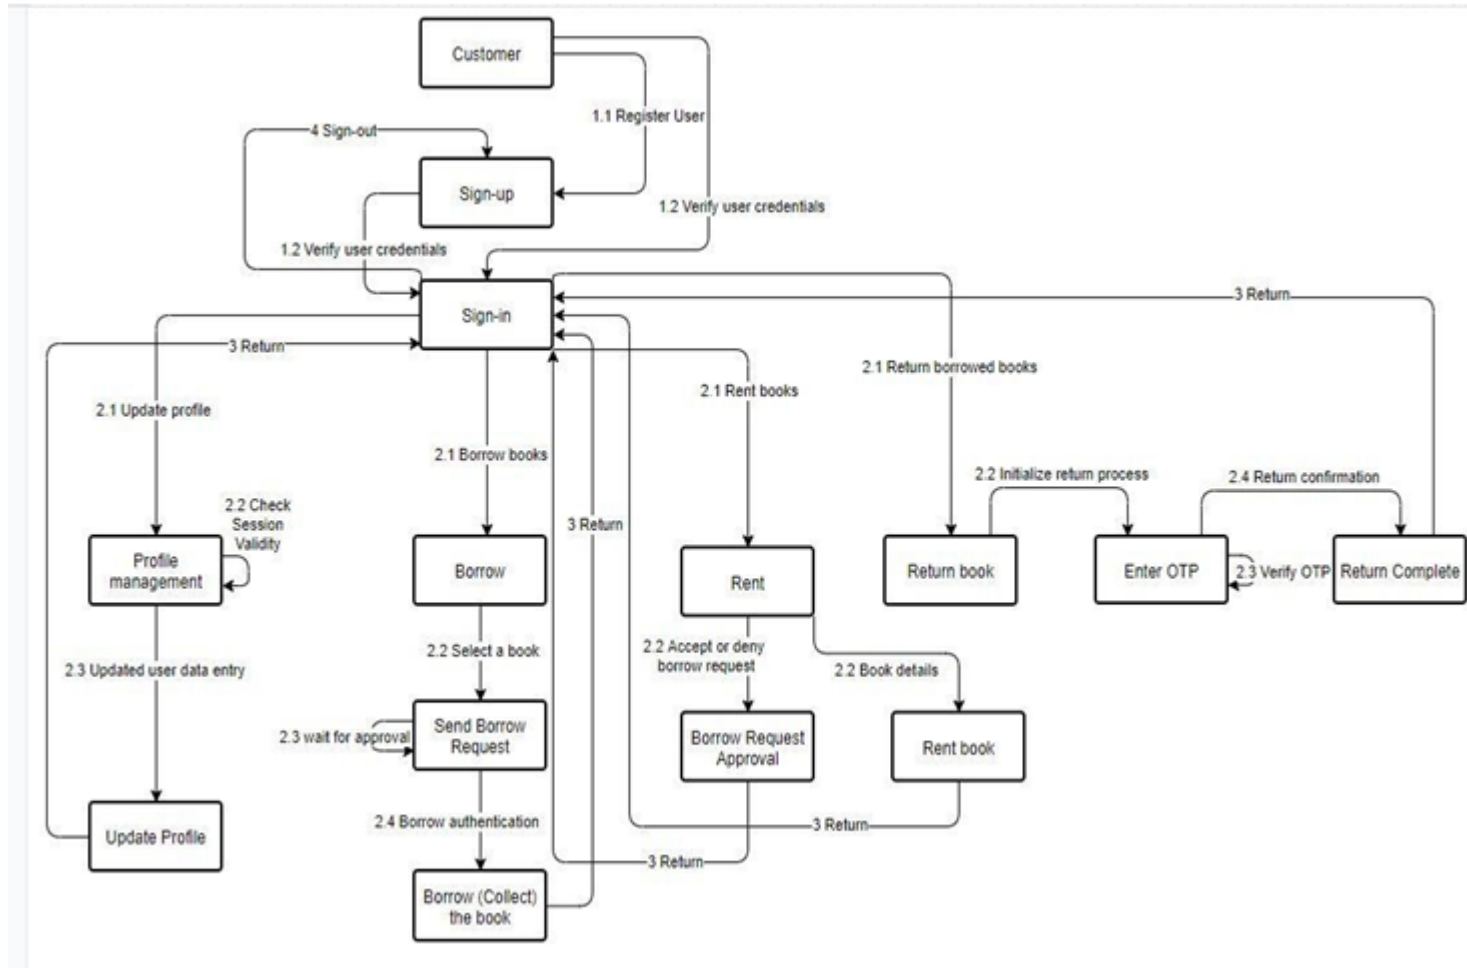 Customer
1.1 Register User
4 Sign-out
Sign-up
1.2 Verify user credentials
1.2 Verify user credentials
Sign-in
3 Return
3 Return
2.1 Update profile
2.1 Borrow books
2.1 Rent books
2.1 Return borrowed books
2.2 Initialize return process
2.4 Return confirmation
2.2 Check
Session
Validity
3 Return
Profile
management
Borrow
Rent
Return book
Enter OTP
2.3 Verify OTP
Return Complete
2.3 Updated user data entry
2.2 Select a book
2.2 Accept or deny
borrow request
2.2 Book details
2.3 wait for approval
Send Borrow
Request
Borrow Request
Approval
Rent book
Update Profile
2.4 Borrow authentication
3 Return
3 Return
Borrow (Collect)
the book